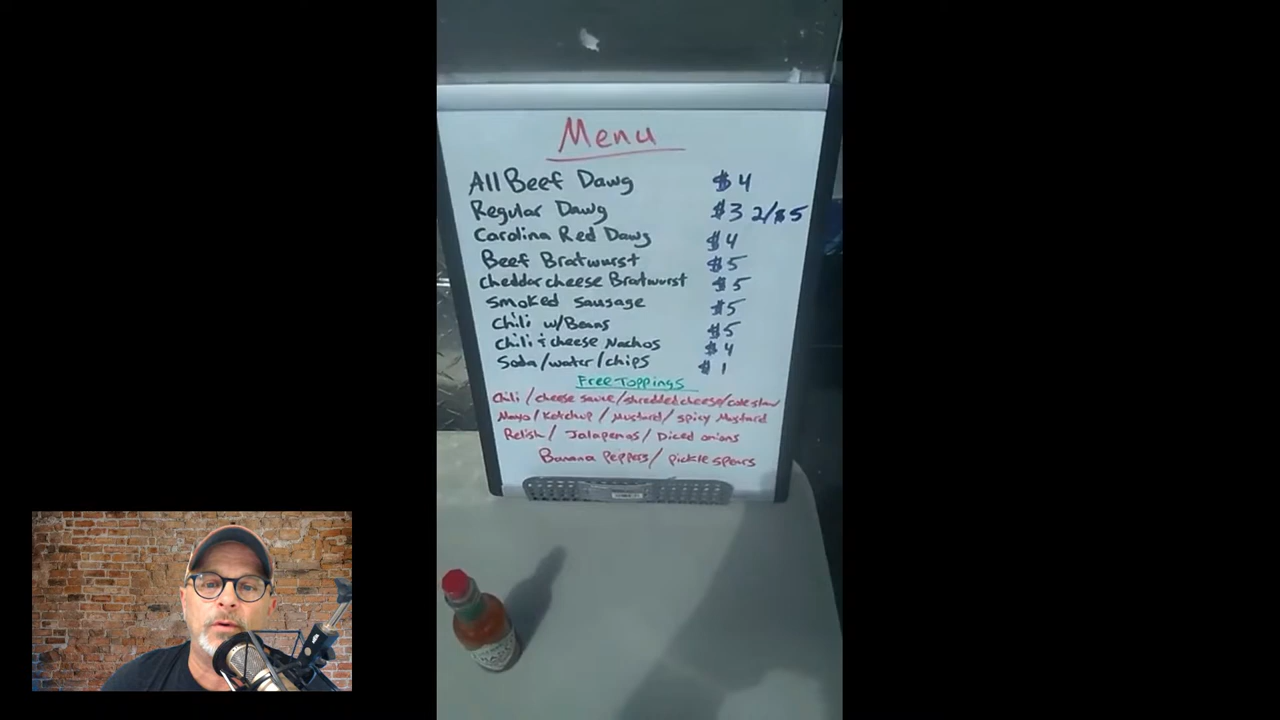 Menu
All Beef Dawg $4
Regular Dawg $3 2/$5
Carolina Red Dawg $4
Beef Bratwurst $5
cheddar cheese Bratwurst $5
smoked sausage $5
Chili w/Beans $5
Chili & cheese Nachos $4
Soda/water/chips $1
Free Toppings
Chili / cheese sauce/shredded cheese/coleslaw
Mayo/Ketchup / Mustard/ spicy Mustard
Relish/ Jalapenos/ Diced onions
Banana Peppers/ pickle spears